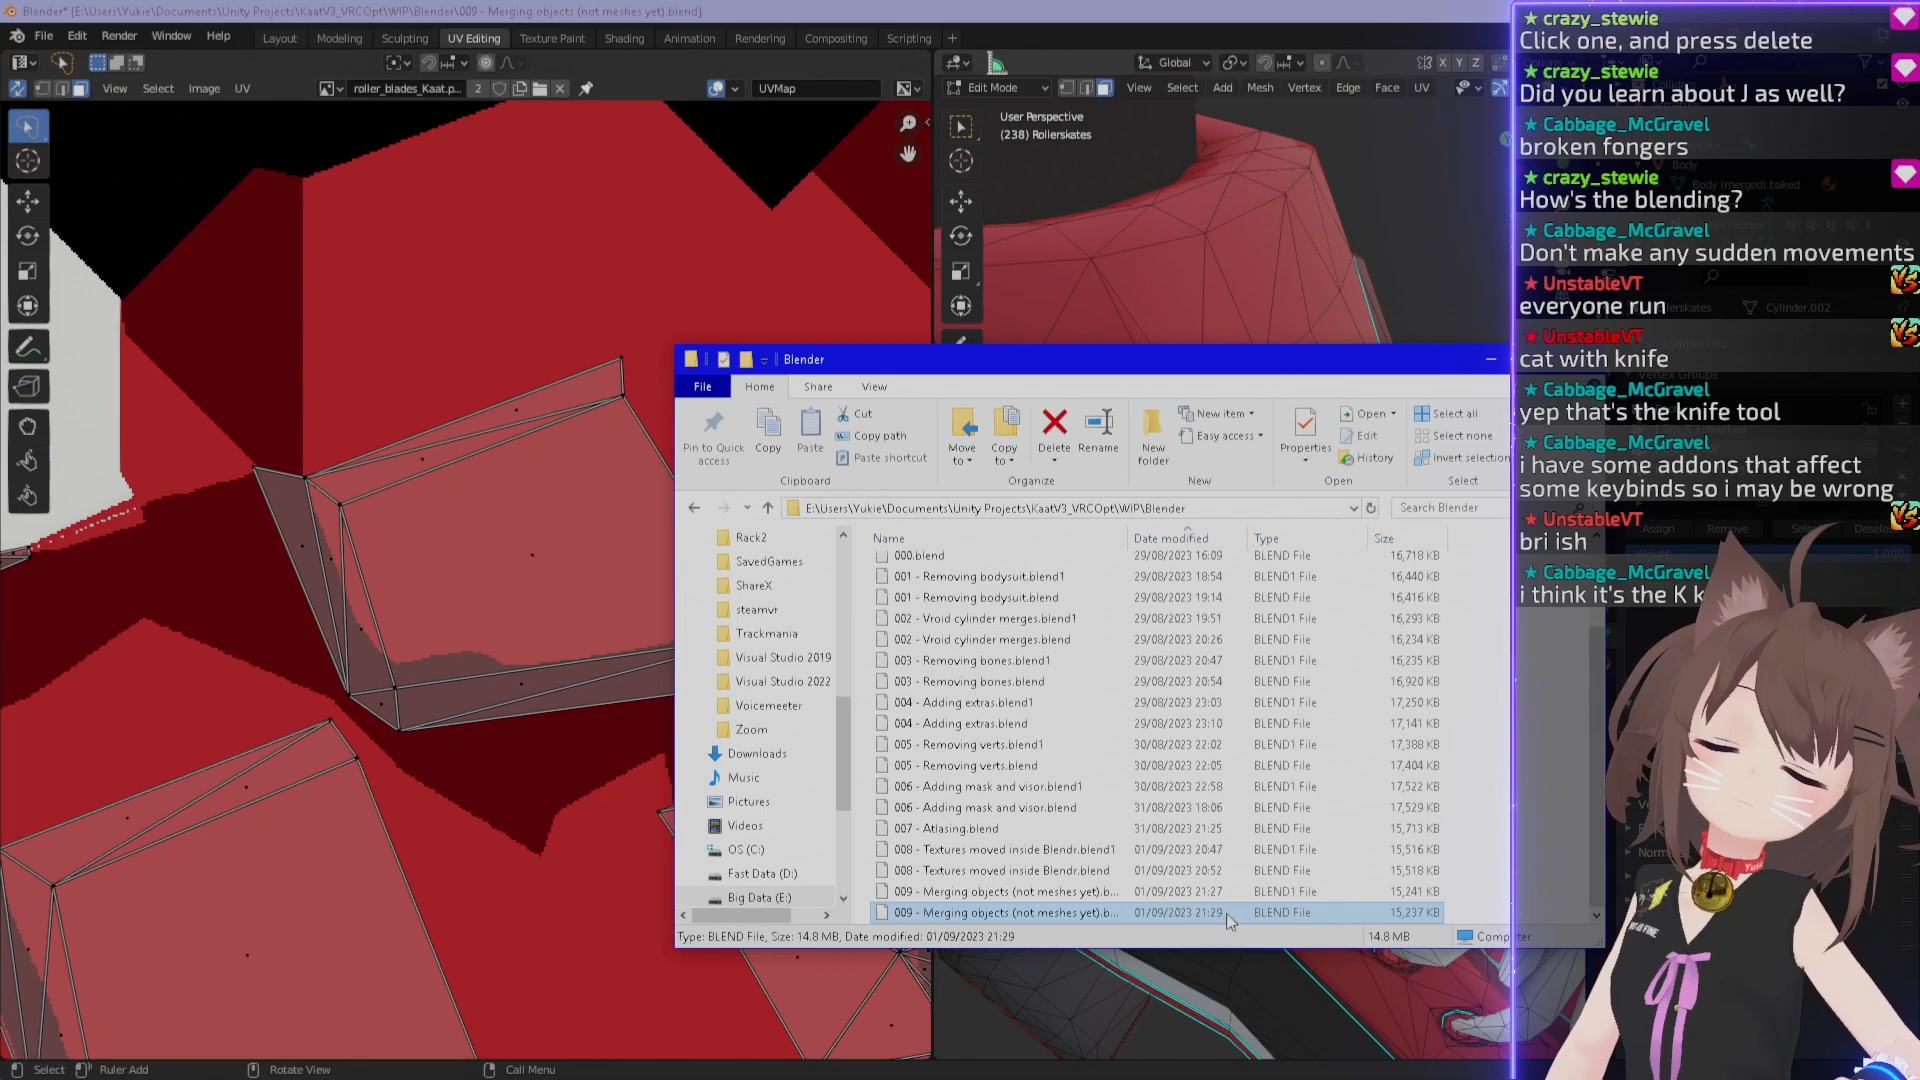 Blender* [E:\Users\Yukie\Documents\Unity Projects\KaatV3_VRCOpt\WiP\Blender\009 - Merging objects (not meshes yet).blend]
File Edit Render Window Help Layout Modeling Sculpting UV Editing Texture Paint Shading Animation Rendering Compositing Scripting +
Global X Y Z
View Select Image UV roller_blades_Kaat.p... 2 UVMap
Edit Mode View Select Add Mesh Vertex Edge Face UV
User Perspective
(238) Rollerskates
Blender
File Home Share View
Pin to Quick access
Copy
Paste
Cut
Copy path
Paste shortcut
Clipboard
Move to
Copy to
Delete
Rename
Organize
New folder
New item
Easy access
New
Properties
Open
Edit
History
Open
Select all
Select none
Invert selection
Select
E:\Users\Yukie\Documents\Unity Projects\KaatV3_VRCOpt\WiP\Blender
Search Blender
Rack2
SavedGames
ShareX
steamvr
Trackmania
Visual Studio 2019
Visual Studio 2022
Voicemeeter
Zoom
Downloads
Music
Pictures
Videos
OS (C:)
Fast Data (D:)
Big Data (E:)
Name Date modified Type Size
000.blend 29/08/2023 16:09 BLEND File 16,718 KB
001 - Removing bodysuit.blend1 29/08/2023 18:54 BLEND1 File 16,440 KB
001 - Removing bodysuit.blend 29/08/2023 19:14 BLEND File 16,416 KB
002 - Vroid cylinder merges.blend1 29/08/2023 19:51 BLEND1 File 16,293 KB
002 - Vroid cylinder merges.blend 29/08/2023 20:26 BLEND File 16,234 KB
003 - Removing bones.blend1 29/08/2023 20:47 BLEND1 File 16,235 KB
003 - Removing bones.blend 29/08/2023 20:54 BLEND File 16,920 KB
004 - Adding extras.blend1 29/08/2023 23:03 BLEND1 File 17,250 KB
004 - Adding extras.blend 29/08/2023 23:10 BLEND File 17,141 KB
005 - Removing verts.blend1 30/08/2023 22:02 BLEND1 File 17,388 KB
005 - Removing verts.blend 30/08/2023 22:05 BLEND File 17,404 KB
006 - Adding mask and visor.blend1 30/08/2023 22:58 BLEND1 File 17,522 KB
006 - Adding mask and visor.blend 31/08/2023 18:06 BLEND File 17,529 KB
007 - Atlasing.blend 31/08/2023 21:25 BLEND File 15,713 KB
008 - Textures moved inside Blendr.blend1 01/09/2023 20:47 BLEND1 File 15,516 KB
008 - Textures moved inside Blendr.blend 01/09/2023 20:52 BLEND File 15,518 KB
009 - Merging objects (not meshes yet).b... 01/09/2023 21:27 BLEND1 File 15,241 KB
009 - Merging objects (not meshes yet).b... 01/09/2023 21:29 BLEND File 15,237 KB
Type: BLEND File, Size: 14.8 MB, Date modified: 01/09/2023 21:29 14.8 MB
Select Ruler Add Rotate View Call Menu
crazy_stewie
Click one, and press delete
crazy_stewie
Did you learn about J as well?
Cabbage_McGravel
broken fongers
crazy_stewie
How's the blending?
Cabbage_McGravel
Don't make any sudden movements
UnstableVT
everyone run
UnstableVT
cat with knife
Cabbage_McGravel
yep that's the knife tool
Cabbage_McGravel
i have some addons that affect
some keybinds so i may be wrong
UnstableVT
bri ish
Cabbage_McGravel
i think it's the K k
Body
Body (merged).baked
Cylinder.002
Assign Remove
1.000